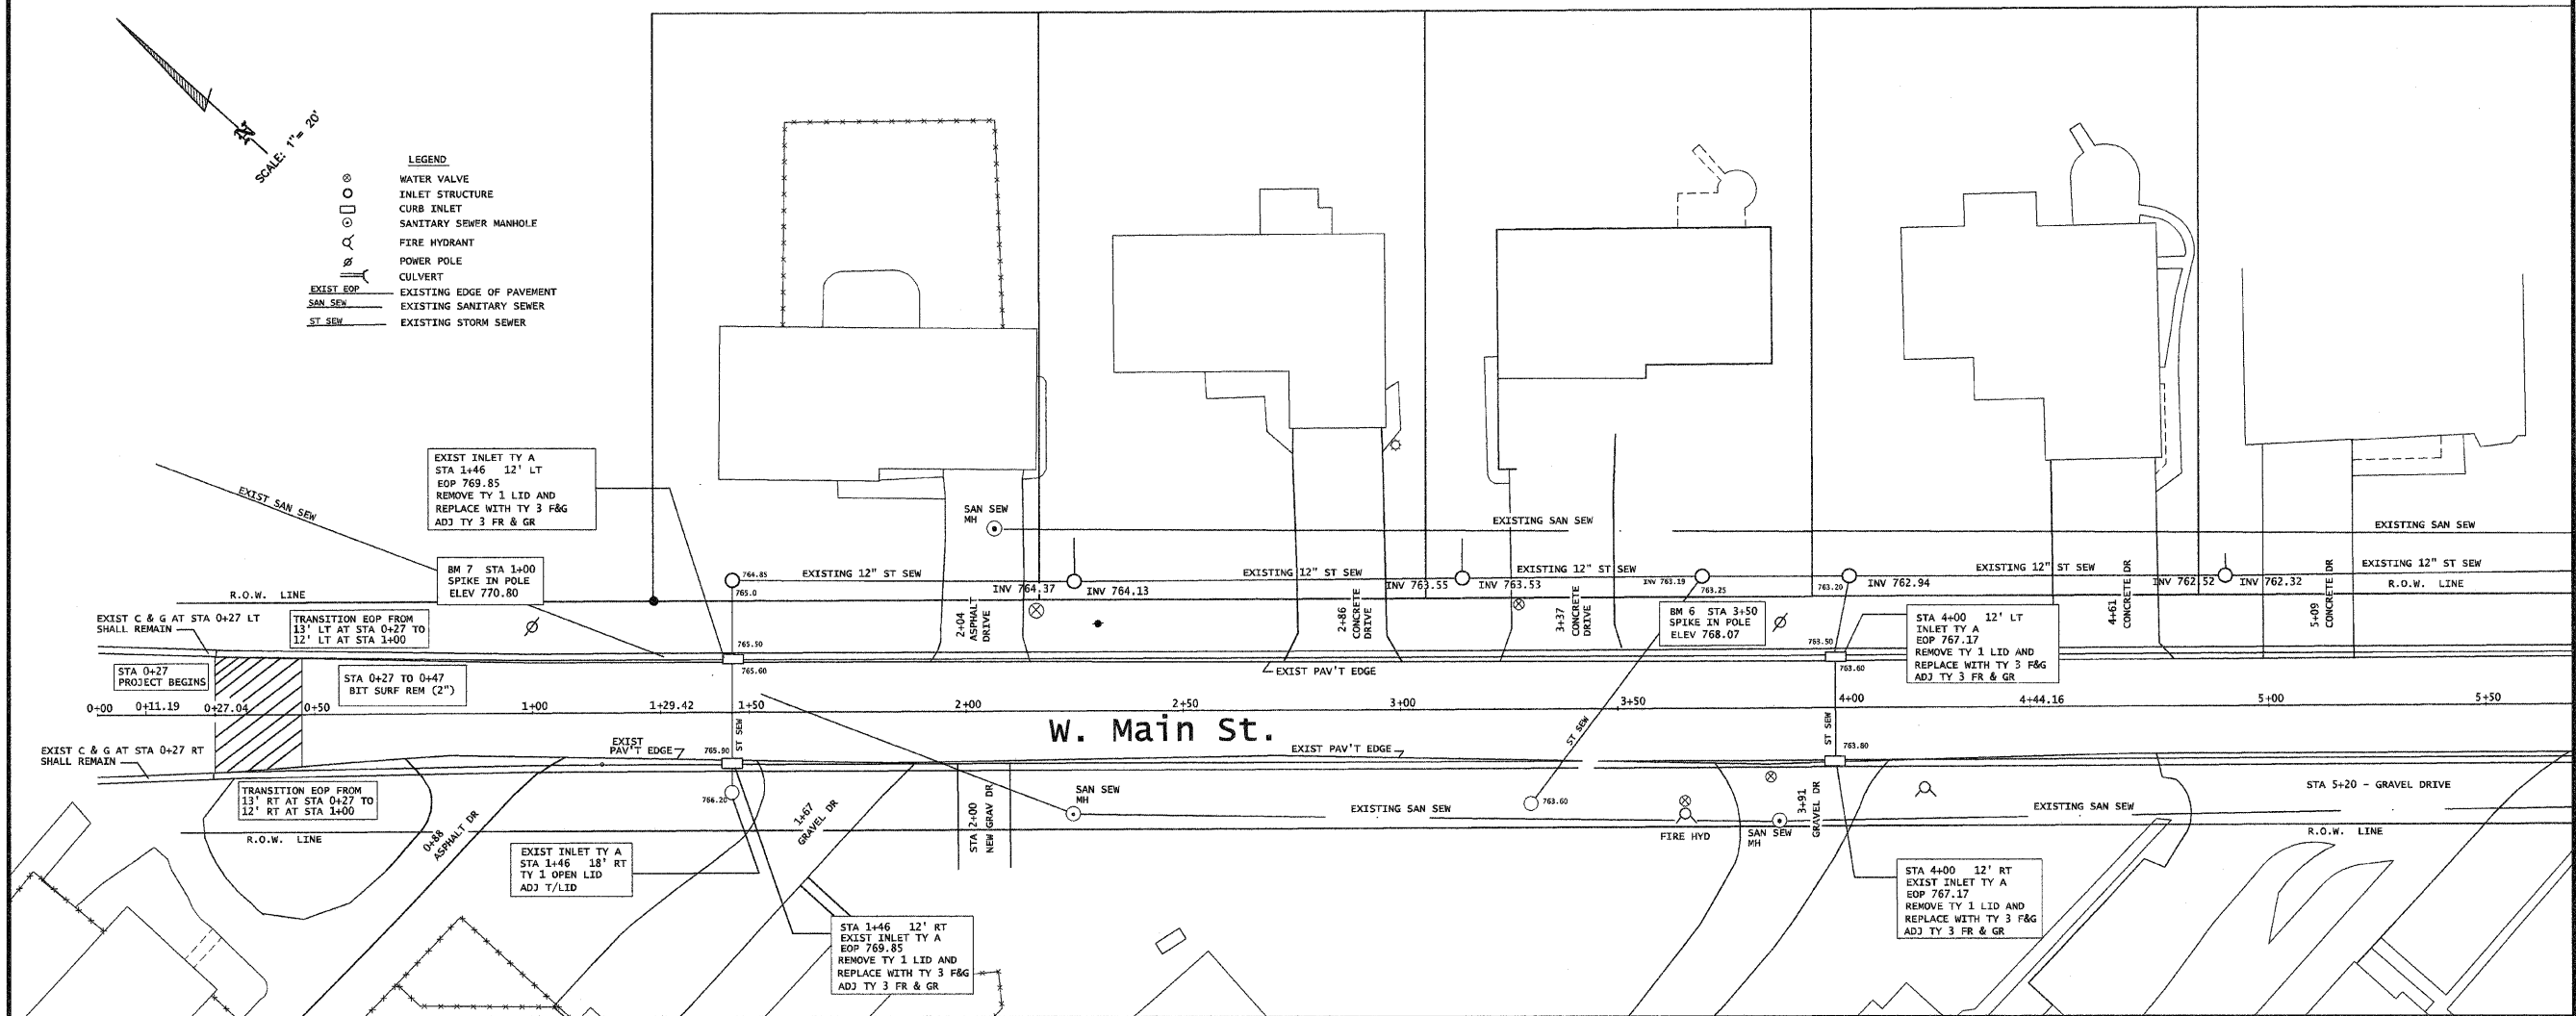 SCALE: 1"= 20'
N
LEGEND
WATER VALVE
INLET STRUCTURE
CURB INLET
SANITARY SEWER MANHOLE
FIRE HYDRANT
POWER POLE
CULVERT
EXIST EOP EXISTING EDGE OF PAVEMENT
SAN SEW EXISTING SANITARY SEWER
ST SEW EXISTING STORM SEWER
EXIST INLET TY A
STA 1+46 12' LT
EOP 769.85
REMOVE TY 1 LID AND
REPLACE WITH TY 3 F&G
ADJ TY 3 FR & GR
EXIST SAN SEW
SAN SEW
MH
EXISTING SAN SEW
EXISTING SAN SEW
BM 7 STA 1+00
SPIKE IN POLE
ELEV 770.80
764.85
765.0
EXISTING 12" ST SEW
INV 764.37
INV 764.13
EXISTING 12" ST SEW
INV 763.55
INV 763.53
EXISTING 12" ST SEW
INV 763.19
763.25
763.20
INV 762.94
EXISTING 12" ST SEW
INV 762.52
INV 762.32
EXISTING 12" ST SEW
R.O.W. LINE
R.O.W. LINE
2+04
ASPHALT
DRIVE
2+86
CONCRETE
DRIVE
3+37
CONCRETE
DRIVE
4+61
CONCRETE DR
5+09
CONCRETE DR
EXIST C & G AT STA 0+27 LT
SHALL REMAIN
TRANSITION EOP FROM
13' LT AT STA 0+27 TO
12' LT AT STA 1+00
BM 6 STA 3+50
SPIKE IN POLE
ELEV 768.07
STA 4+00 12' LT
INLET TY A
EOP 767.17
REMOVE TY 1 LID AND
REPLACE WITH TY 3 F&G
ADJ TY 3 FR & GR
765.50
765.60
763.50
763.60
STA 0+27
PROJECT BEGINS
STA 0+27 TO 0+47
BIT SURF REM (2")
EXIST PAV'T EDGE
0+00
0+11.19
0+27.04
0+50
1+00
1+29.42
1+50
2+00
2+50
3+00
3+50
4+00
4+44.16
5+00
5+50
W. Main St.
ST SEW
ST SEW
ST SEW
EXIST C & G AT STA 0+27 RT
SHALL REMAIN
EXIST
PAV'T EDGE
765.90
EXIST PAV'T EDGE
763.80
TRANSITION EOP FROM
13' RT AT STA 0+27 TO
12' RT AT STA 1+00
766.20
SAN SEW
MH
EXISTING SAN SEW
763.60
FIRE HYD
SAN SEW
MH
3+91
GRAVEL DR
EXISTING SAN SEW
STA 5+20 - GRAVEL DRIVE
R.O.W. LINE
R.O.W. LINE
0+88
ASPHALT DR
1+67
GRAVEL DR
STA 2+00
NEW GRAV DR
EXIST INLET TY A
STA 1+46 18' RT
TY 1 OPEN LID
ADJ T/LID
STA 1+46 12' RT
EXIST INLET TY A
EOP 769.85
REMOVE TY 1 LID AND
REPLACE WITH TY 3 F&G
ADJ TY 3 FR & GR
STA 4+00 12' RT
EXIST INLET TY A
EOP 767.17
REMOVE TY 1 LID AND
REPLACE WITH TY 3 F&G
ADJ TY 3 FR & GR